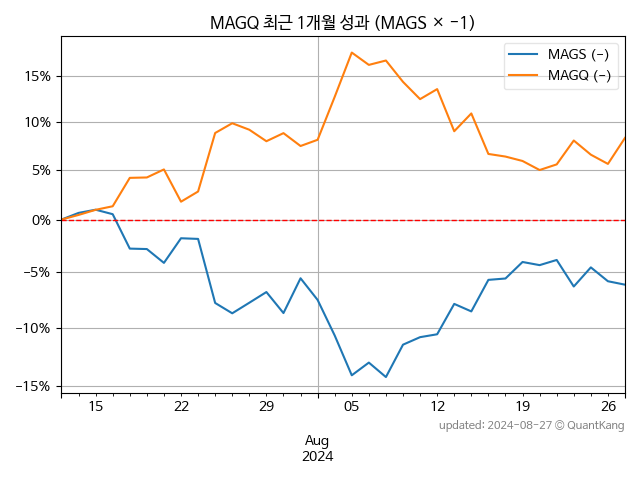 MAGQ 최근 1개월 성과 (MAGS × -1)
MAGS (-)
MAGQ (-)
15%
10%
5%
0%
-5%
-10%
-15%
15 22 29 05 12 19 26
updated: 2024-08-27 © QuantKang
Aug
2024